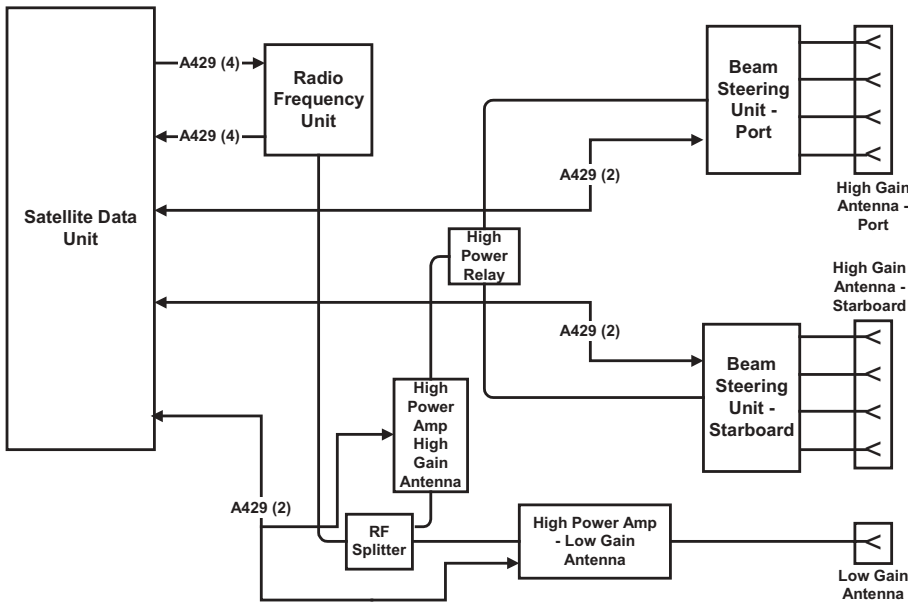 A429 (4)
A429 (4)
Radio
Frequency
Unit
Beam
Steering
Unit -
Port
High Gain
Antenna -
Port
A429 (2)
Satellite Data
Unit
High
Power
Relay
High Gain
Antenna -
Starboard
A429 (2)
Beam
Steering
Unit -
Starboard
High
Power
Amp
High
Gain
Antenna
A429 (2)
RF
Splitter
High Power Amp
- Low Gain
Antenna
Low Gain
Antenna